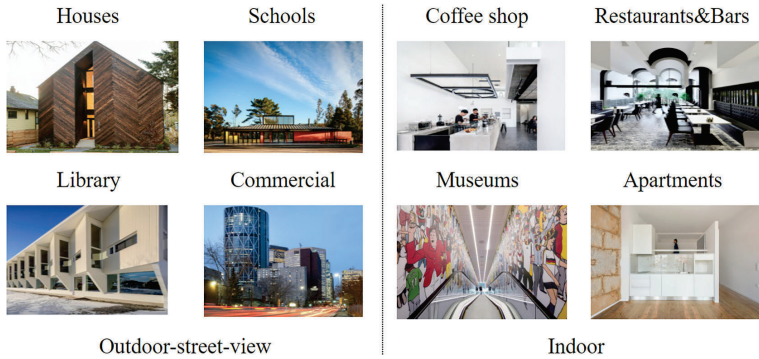 Houses
Schools
Coffee shop
Restaurants&Bars
Library
Commercial
Museums
Apartments
Outdoor-street-view
Indoor